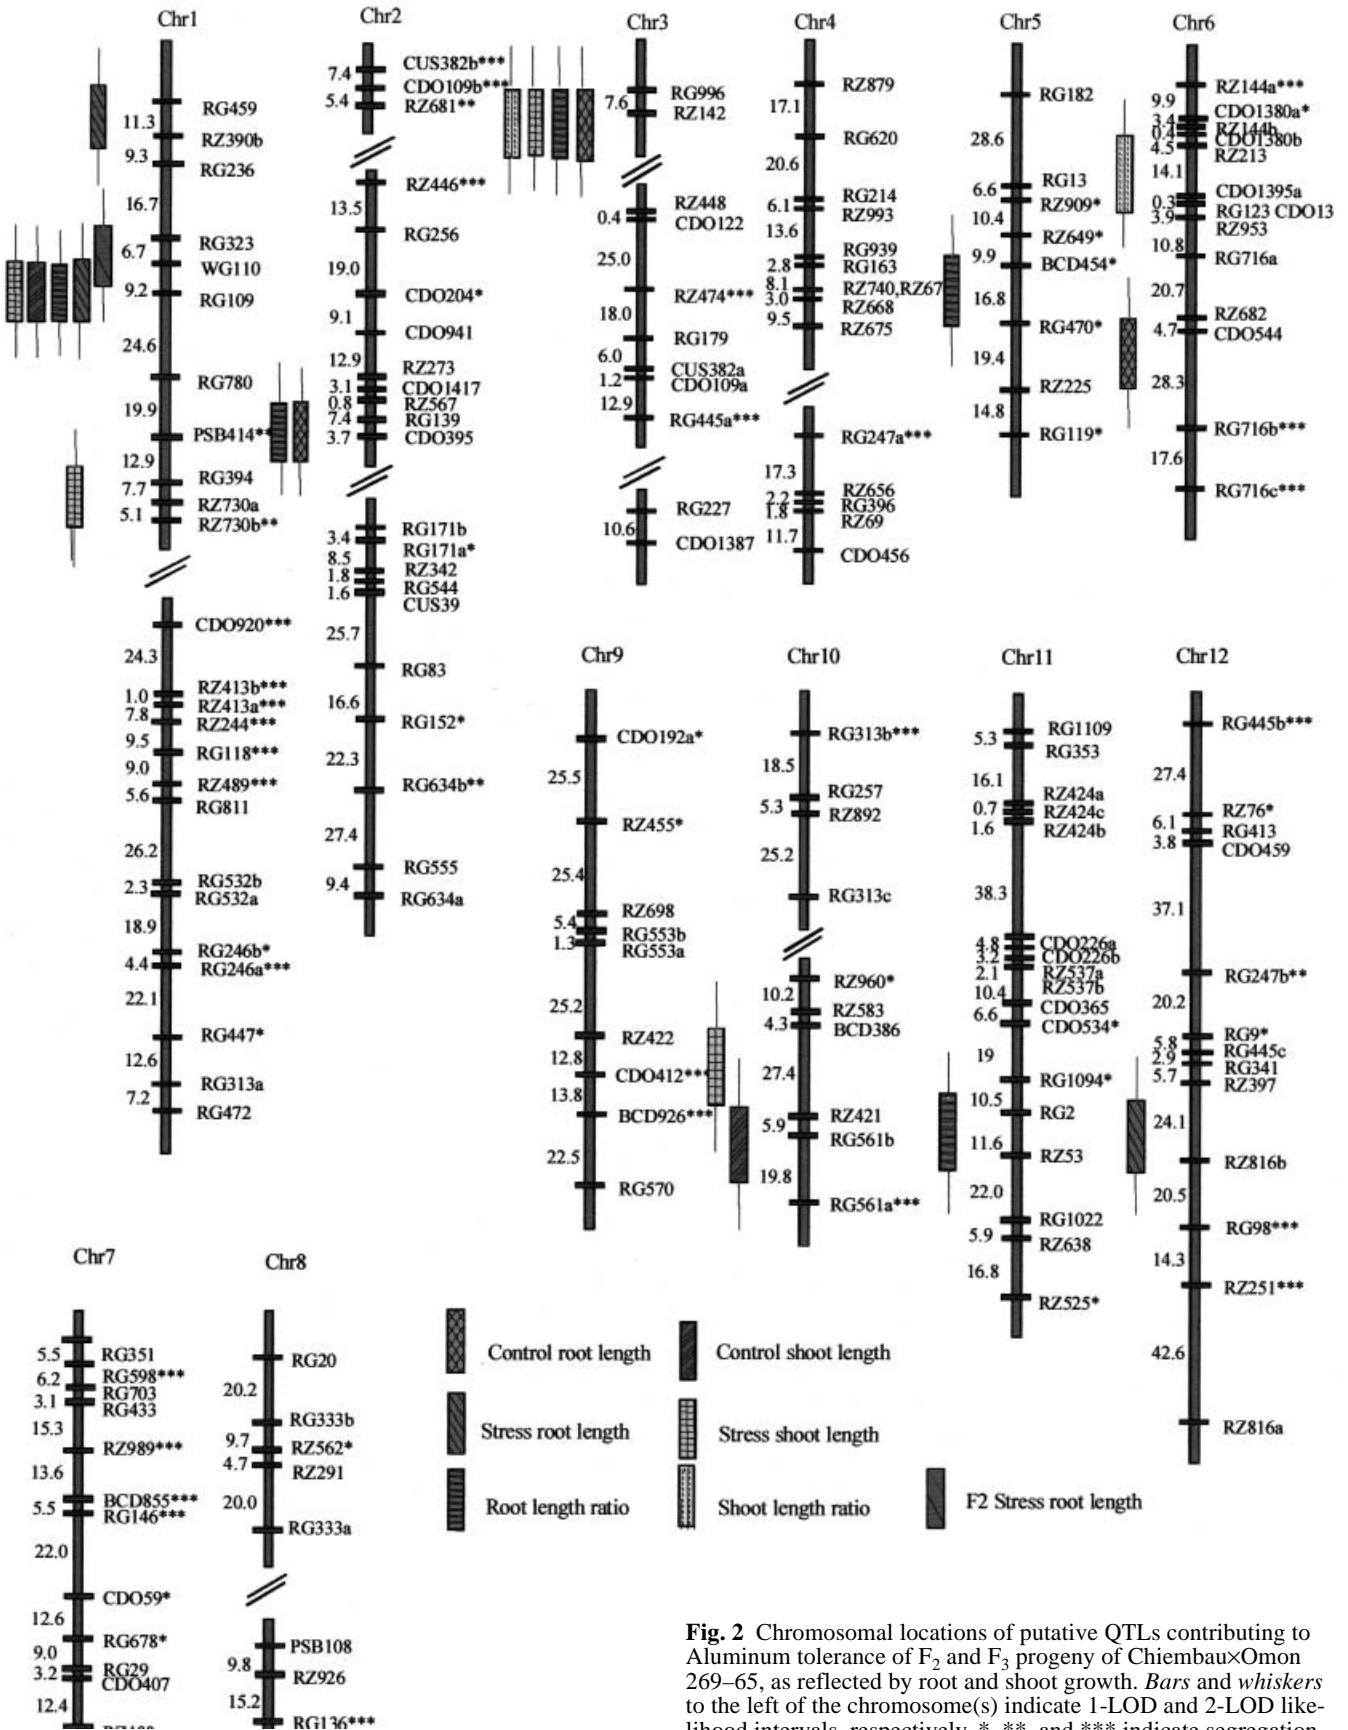 Chr1
11.3
9.3
16.7
6.7
9.2
24.6
19.9
12.9
7.7
5.1
RG459
RZ390b
RG236
RG323
WG110
RG109
RG780
PSB414**
RG394
RZ730a
RZ730b**
24.3
1.0
7.8
9.5
9.0
5.6
26.2
2.3
18.9
4.4
22.1
12.6
7.2
CDO920***
RZ413b***
RZ413a***
RZ244***
RG118***
RZ489***
RG811
RG532b
RG532a
RG246b*
RG246a***
RG447*
RG313a
RG472
Chr2
7.4
5.4
CUS382b***
CDO109b***
RZ681**
13.5
19.0
9.1
12.9
3.1
0.8
7.4
3.7
RZ446***
RG256
CDO204*
CDO941
RZ273
CDO1417
RZ567
RG139
CDO395
3.4
8.5
1.8
1.6
25.7
16.6
22.3
27.4
9.4
RG171b
RG171a*
RZ342
RG544
CUS39
RG83
RG152*
RG634b**
RG555
RG634a
Chr3
7.6
RG996
RZ142
0.4
25.0
18.0
6.0
1.2
12.9
RZ448
CDO122
RZ474***
RG179
CUS382a
CDO109a
RG445a***
10.6
RG227
CDO1387
Chr4
17.1
20.6
6.1
13.6
2.8
8.1
3.0
9.5
RZ879
RG620
RG214
RZ993
RG939
RG163
RZ740,RZ67
RZ668
RZ675
17.3
2.2
1.8
11.7
RG247a***
RZ656
RG396
RZ69
CDO456
Chr5
28.6
6.6
10.4
9.9
16.8
19.4
14.8
RG182
RG13
RZ909*
RZ649*
BCD454*
RG470*
RZ225
RG119*
Chr6
9.9
3.4
0.4
4.5
14.1
0.3
3.9
10.8
20.7
4.7
28.3
17.6
RZ144a***
CDO1380a*
RZ144b
CDO1380b
RZ213
CDO1395a
RG123 CDO13
RZ953
RG716a
RZ682
CDO544
RG716b***
RG716c***
Chr9
25.5
25.4
5.4
1.3
25.2
12.8
13.8
22.5
CDO192a*
RZ455*
RZ698
RG553b
RG553a
RZ422
CDO412***
BCD926***
RG570
Chr10
18.5
5.3
25.2
RG313b***
RG257
RZ892
RG313c
10.2
4.3
27.4
5.9
19.8
RZ960*
RZ583
BCD386
RZ421
RG561b
RG561a***
Chr11
5.3
16.1
0.7
1.6
38.3
4.8
3.2
2.1
10.4
6.6
19
10.5
11.6
22.0
5.9
16.8
RG1109
RG353
RZ424a
RZ424c
RZ424b
CDO226a
CDO226b
RZ537a
RZ537b
CDO365
CDO534*
RG1094*
RG2
RZ53
RG1022
RZ638
RZ525*
Chr12
27.4
6.1
3.8
37.1
20.2
5.8
2.9
5.7
24.1
20.5
14.3
42.6
RG445b***
RZ76*
RG413
CDO459
RG247b**
RG9*
RG445c
RG341
RZ397
RZ816b
RG98***
RZ251***
RZ816a
Chr7
5.5
6.2
3.1
15.3
13.6
5.5
22.0
12.6
9.0
3.2
12.4
RG351
RG598***
RG703
RG433
RZ989***
BCD855***
RG146***
CDO59*
RG678*
RG29
CDO407
Chr8
20.2
9.7
4.7
20.0
RG20
RG333b
RZ562*
RZ291
RG333a
9.8
15.2
PSB108
RZ926
RG136***
Control root length
Stress root length
Root length ratio
Control shoot length
Stress shoot length
Shoot length ratio
F2 Stress root length
Fig. 2 Chromosomal locations of putative QTLs contributing to
Aluminum tolerance of F2 and F3 progeny of Chiembau×Omon
269–65, as reflected by root and shoot growth. Bars and whiskers
to the left of the chromosome(s) indicate 1-LOD and 2-LOD like-
lihood intervals, respectively. *, **, and *** indicate segregation